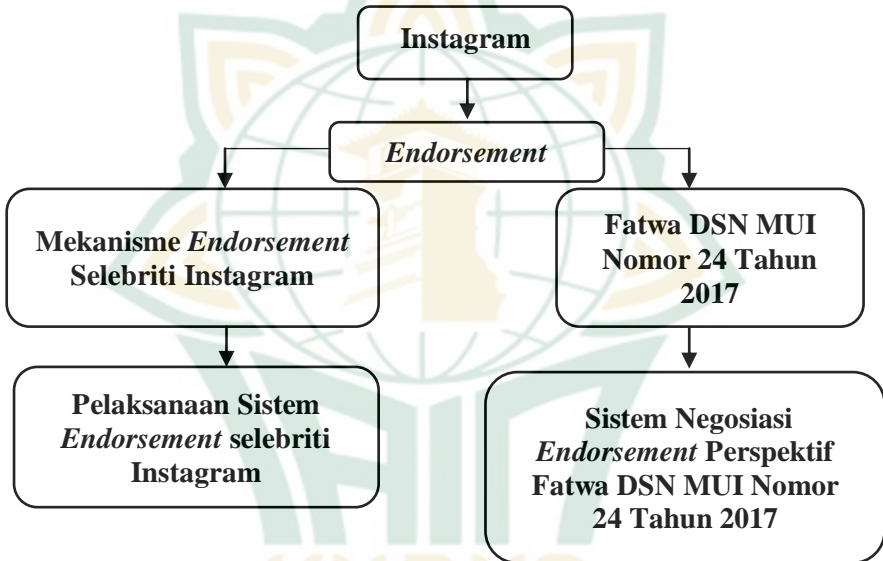 Instagram
Endorsement
Mekanisme Endorsement
Selebriti Instagram
Fatwa DSN MUI
Nomor 24 Tahun
2017
Pelaksanaan Sistem
Endorsement selebriti
Instagram
Sistem Negosiasi
Endorsement Perspektif
Fatwa DSN MUI Nomor
24 Tahun 2017